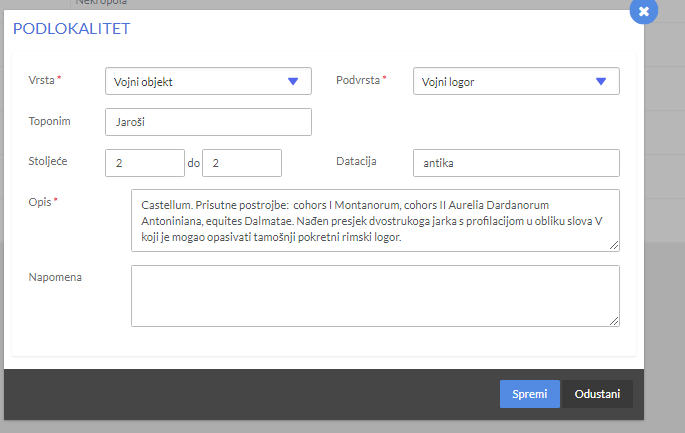 Nekropola
PODLOKALITET
Vrsta * Vojni objekt Podvrsta * Vojni logor
Toponim Jaroši
Stoljeće 2 do 2 Datacija antika
Opis * Castellum. Prisutne postrojbe: cohors I Montanorum, cohors II Aurelia Dardanorum
Antoniniana, equites Dalmatae. Nađen presjek dvostrukoga jarka s profilacijom u obliku slova V
koji je mogao opasivati tamošnji pokretni rimski logor.
Napomena
Spremi Odustani